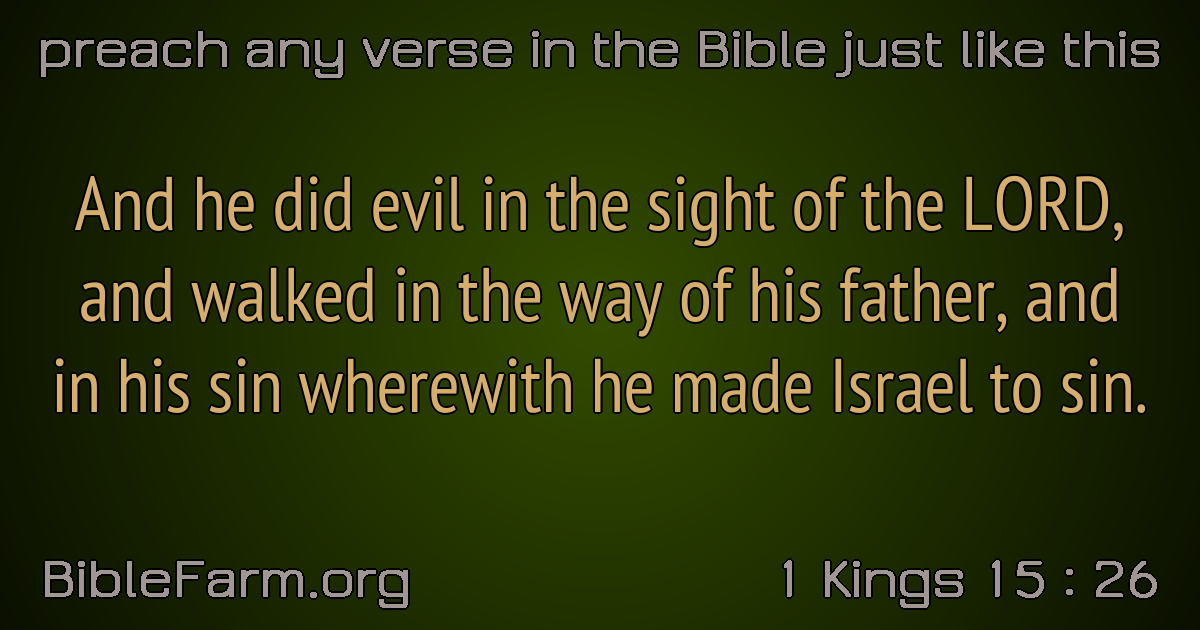 preach any verse in the Bible just like this
And he did evil in the sight of the LORD,
and walked in the way of his father, and
in his sin wherewith he made Israel to sin.
BibleFarm.org
1 Kings 15 : 26